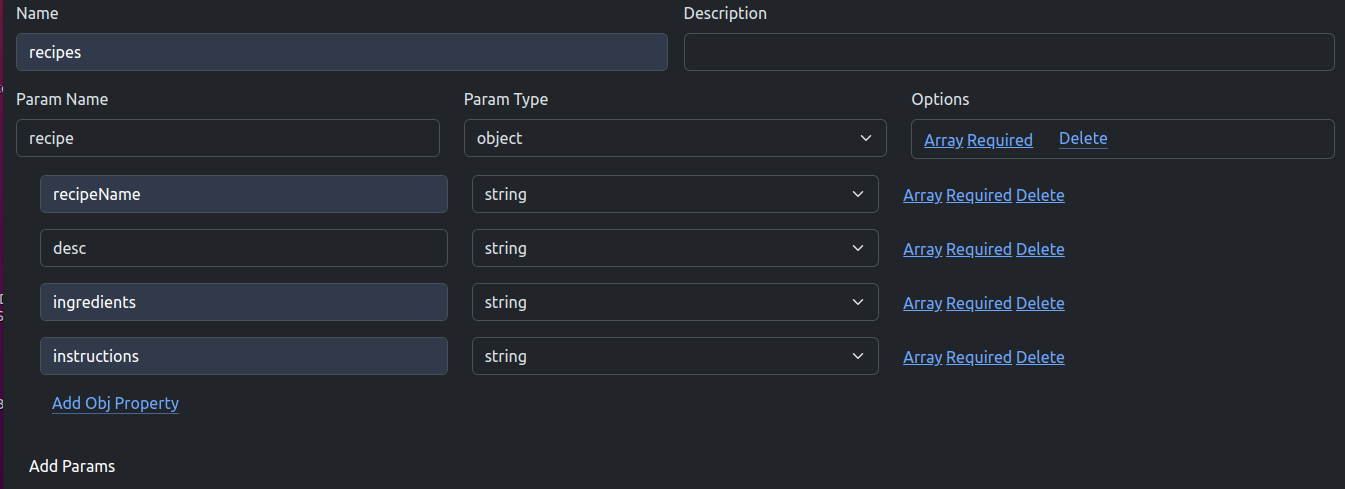 Name Description
recipes
Param Name Param Type Options
recipe object Array Required Delete
recipeName string Array Required Delete
desc string Array Required Delete
ingredients string Array Required Delete
instructions string Array Required Delete
Add Obj Property
Add Params